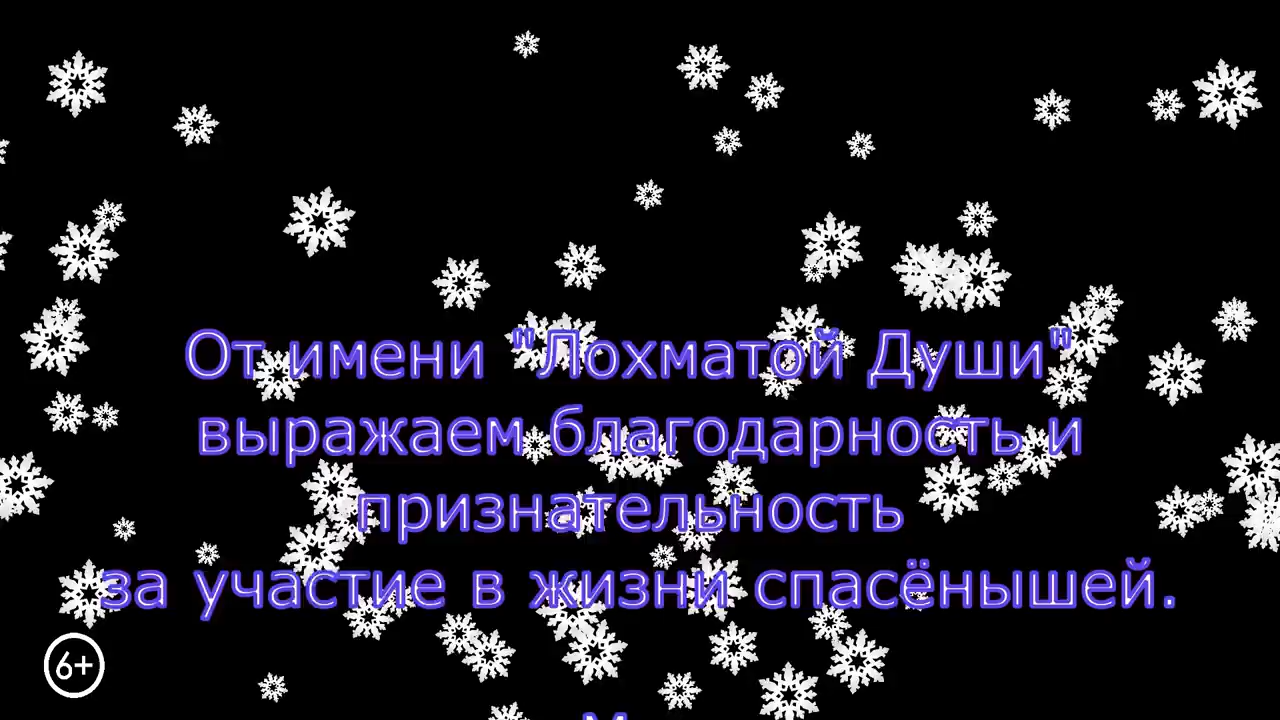 От имени "Лохматой Души"
выражаем благодарность и
признательность
за участие в жизни спасёнышей.
6+